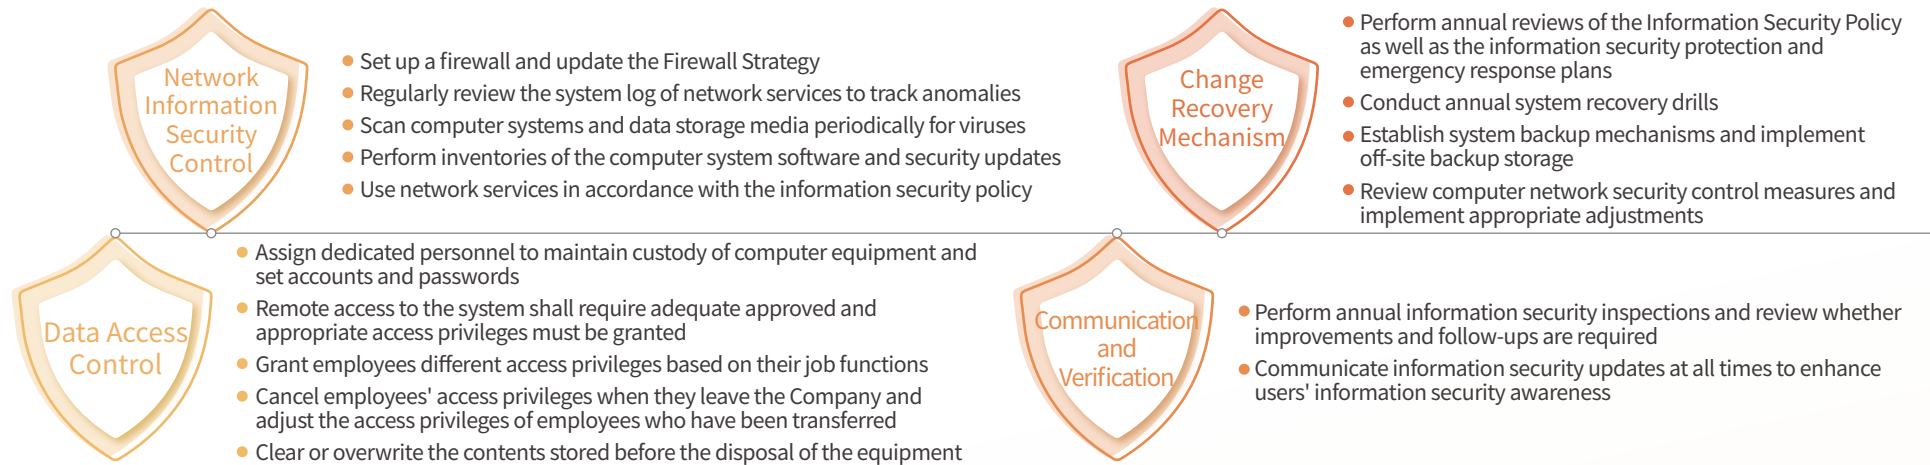 Network
Information
Security
Control
Set up a firewall and update the Firewall Strategy
Regularly review the system log of network services to track anomalies
Scan computer systems and data storage media periodically for viruses
Perform inventories of the computer system software and security updates
Use network services in accordance with the information security policy
Change
Recovery
Mechanism
Perform annual reviews of the Information Security Policy
as well as the information security protection and
emergency response plans
Conduct annual system recovery drills
Establish system backup mechanisms and implement
off-site backup storage
Review computer network security control measures and
implement appropriate adjustments
Data Access
Control
Assign dedicated personnel to maintain custody of computer equipment and
set accounts and passwords
Remote access to the system shall require adequate approved and
appropriate access privileges must be granted
Grant employees different access privileges based on their job functions
Cancel employees' access privileges when they leave the Company and
adjust the access privileges of employees who have been transferred
Clear or overwrite the contents stored before the disposal of the equipment
Communication
and
Verification
Perform annual information security inspections and review whether
improvements and follow-ups are required
Communicate information security updates at all times to enhance
users' information security awareness